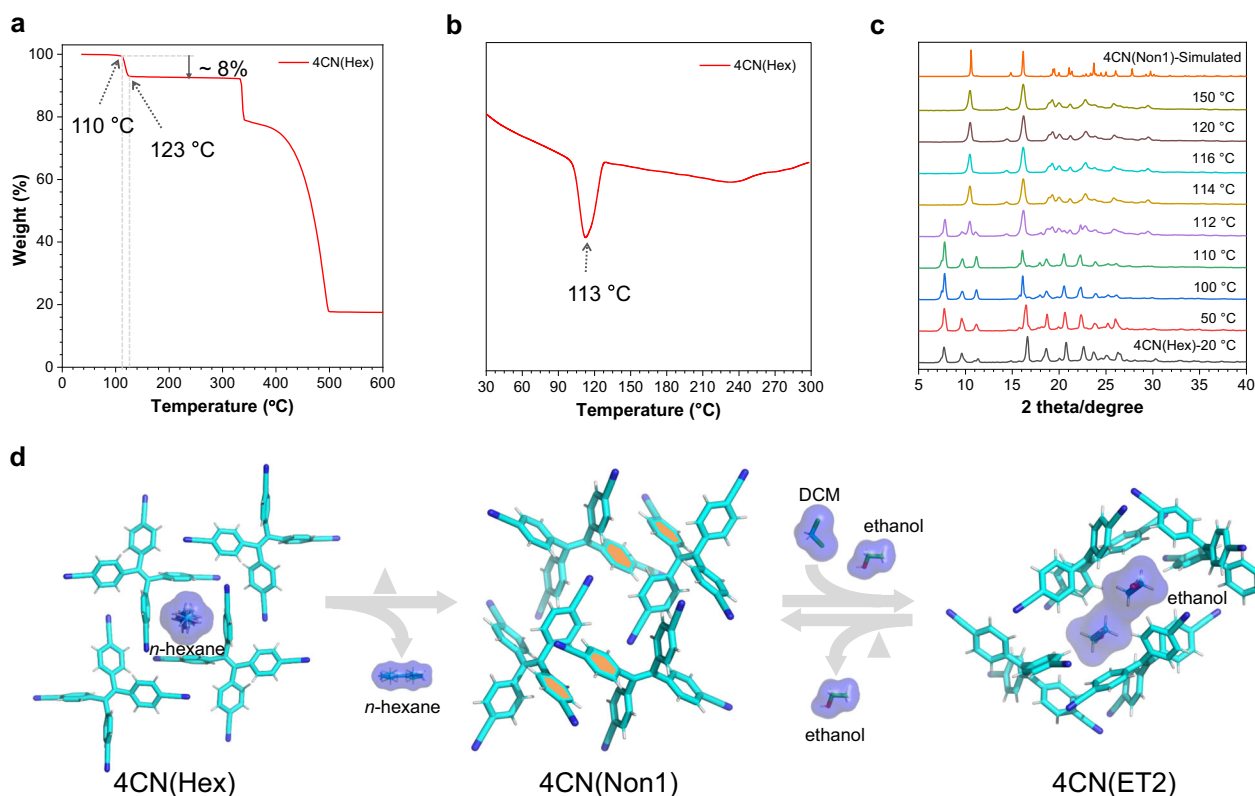 a
4CN(Hex)
~ 8%
110 °C
123 °C
Weight (%)
100
80
60
40
20
0
0 100 200 300 400 500 600
Temperature (°C)
b
4CN(Hex)
113 °C
30 60 90 120 150 180 210 240 270 300
Temperature (°C)
c
4CN(Non1)-Simulated
150 °C
120 °C
116 °C
114 °C
112 °C
110 °C
100 °C
50 °C
4CN(Hex)-20 °C
5 10 15 20 25 30 35 40
2 theta/degree
d
n-hexane
n-hexane
DCM
ethanol
ethanol
ethanol
4CN(Hex)
4CN(Non1)
4CN(ET2)